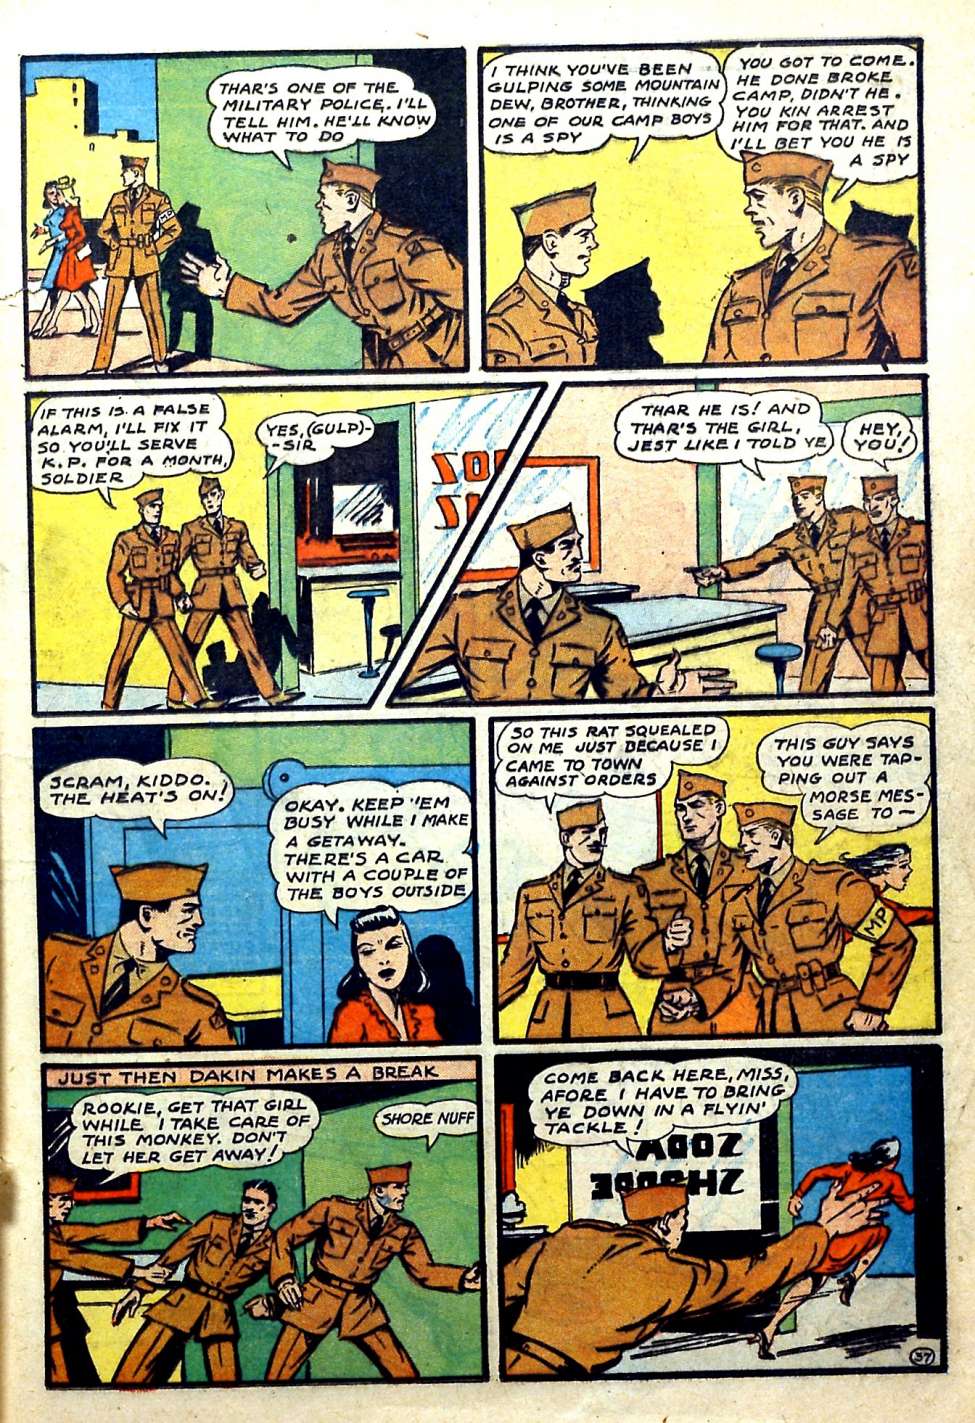 THAR'S ONE OF THE
MILITARY POLICE. I'LL
TELL HIM. HE'LL KNOW
WHAT TO DO
MP
I THINK YOU'VE BEEN
GULPING SOME MOUNTAIN
DEW, BROTHER, THINKING
ONE OF OUR CAMP BOYS
IS A SPY
YOU GOT TO COME.
HE DONE BROKE
CAMP, DIDN'T HE.
YOU KIN ARREST
HIM FOR THAT. AND
I'LL BET YOU HE IS
A SPY
IF THIS IS A FALSE
ALARM, I'LL FIX IT
SO YOU'LL SERVE
K.P. FOR A MONTH,
SOLDIER
YES, (GULP)-
-SIR
THAR HE IS! AND
THAR'S THE GIRL,
JEST LIKE I TOLD YE
HEY,
YOU!
SCRAM, KIDDO.
THE HEAT'S ON!
OKAY. KEEP 'EM
BUSY WHILE I MAKE
A GETAWAY.
THERE'S A CAR
WITH A COUPLE OF
THE BOYS OUTSIDE
SO THIS RAT SQUEALED
ON ME JUST BECAUSE I
CAME TO TOWN
AGAINST ORDERS
THIS GUY SAYS
YOU WERE TAP-
PING OUT A
MORSE MES-
SAGE TO —
MP
JUST THEN DAKIN MAKES A BREAK
ROOKIE, GET THAT GIRL
WHILE I TAKE CARE OF
THIS MONKEY. DON'T
LET HER GET AWAY!
SHORE NUFF
COME BACK HERE, MISS,
AFORE I HAVE TO BRING
YE DOWN IN A FLYIN'
TACKLE!
SODA
37